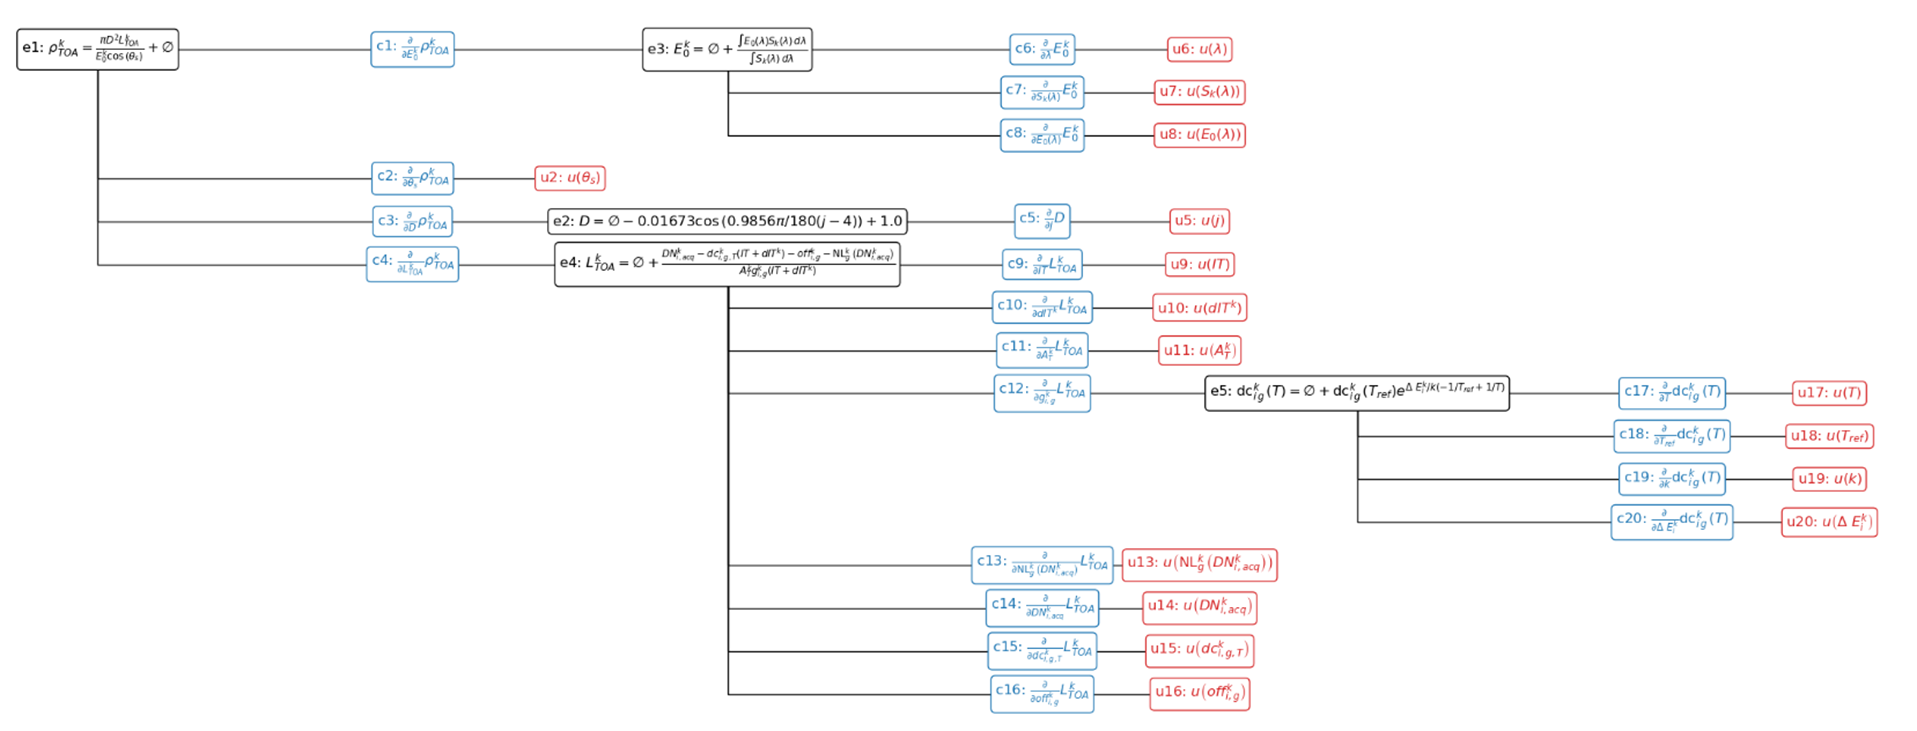 e1: ρ^k_TOA = πD²L^k_TOA / E^k_0 cos(θ_s) + ∅
c1: ∂/∂E^k_0 ρ^k_TOA
e3: E^k_0 = ∅ + ∫E_0(λ)S_k(λ) dλ / ∫S_k(λ) dλ
c6: ∂/∂λ E^k_0
u6: u(λ)
c7: ∂/∂S_k(λ) E^k_0
u7: u(S_k(λ))
c8: ∂/∂E_0(λ) E^k_0
u8: u(E_0(λ))
c2: ∂/∂θ_s ρ^k_TOA
u2: u(θ_s)
c3: ∂/∂D ρ^k_TOA
e2: D = ∅ − 0.01673cos (0.9856π/180(j − 4)) + 1.0
c5: ∂/∂j D
u5: u(j)
c4: ∂/∂L^k_TOA ρ^k_TOA
e4: L^k_TOA = ∅ + DN^k_i,acq − dc^k_i,g,T(IT + dIT^k) − off^k_i,g − NL^k_g (DN^k_i,acq) / A^k_T g^k_i,g(IT + dIT^k)
c9: ∂/∂IT L^k_TOA
u9: u(IT)
c10: ∂/∂dIT^k L^k_TOA
u10: u(dIT^k)
c11: ∂/∂A^k_T L^k_TOA
u11: u(A^k_T)
c12: ∂/∂g^k_i,g L^k_TOA
e5: dc^k_ig(T) = ∅ + dc^k_ig(T_ref)e^ΔE^k_i/k(−1/T_ref + 1/T)
c17: ∂/∂T dc^k_ig(T)
u17: u(T)
c18: ∂/∂T_ref dc^k_ig(T)
u18: u(T_ref)
c19: ∂/∂k dc^k_ig(T)
u19: u(k)
c20: ∂/∂Δ E^k_i dc^k_ig(T)
u20: u(Δ E^k_i)
c13: ∂/∂NL^k_g (DN^k_i,acq) L^k_TOA
u13: u(NL^k_g (DN^k_i,acq))
c14: ∂/∂DN^k_i,acq L^k_TOA
u14: u(DN^k_i,acq)
c15: ∂/∂dc^k_i,g,T L^k_TOA
u15: u(dc^k_i,g,T)
c16: ∂/∂off^k_i,g L^k_TOA
u16: u(off^k_i,g)